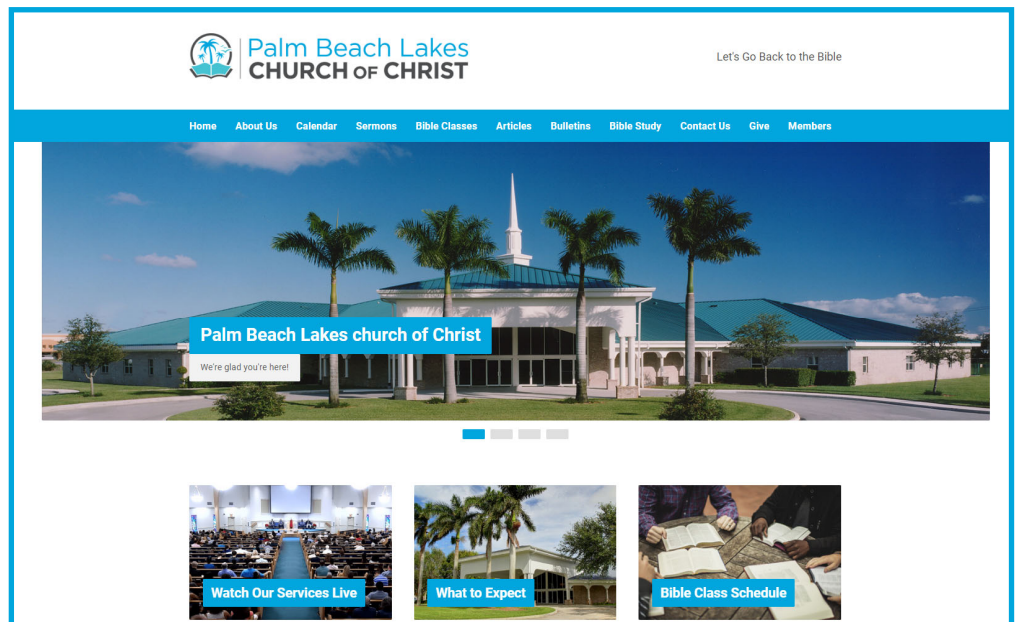 Palm Beach Lakes
CHURCH OF CHRIST
Let's Go Back to the Bible
Home About Us Calendar Sermons Bible Classes Articles Bulletins Bible Study Contact Us Give Members
Palm Beach Lakes church of Christ
We're glad you're here!
Watch Our Services Live
What to Expect
Bible Class Schedule